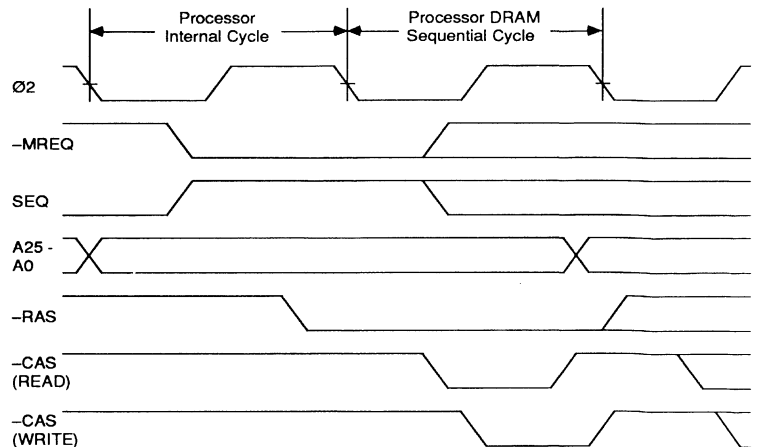 Processor
Internal Cycle
Processor DRAM
Sequential Cycle
Ø2
–MREQ
SEQ
A25 -
A0
–RAS
–CAS
(READ)
–CAS
(WRITE)